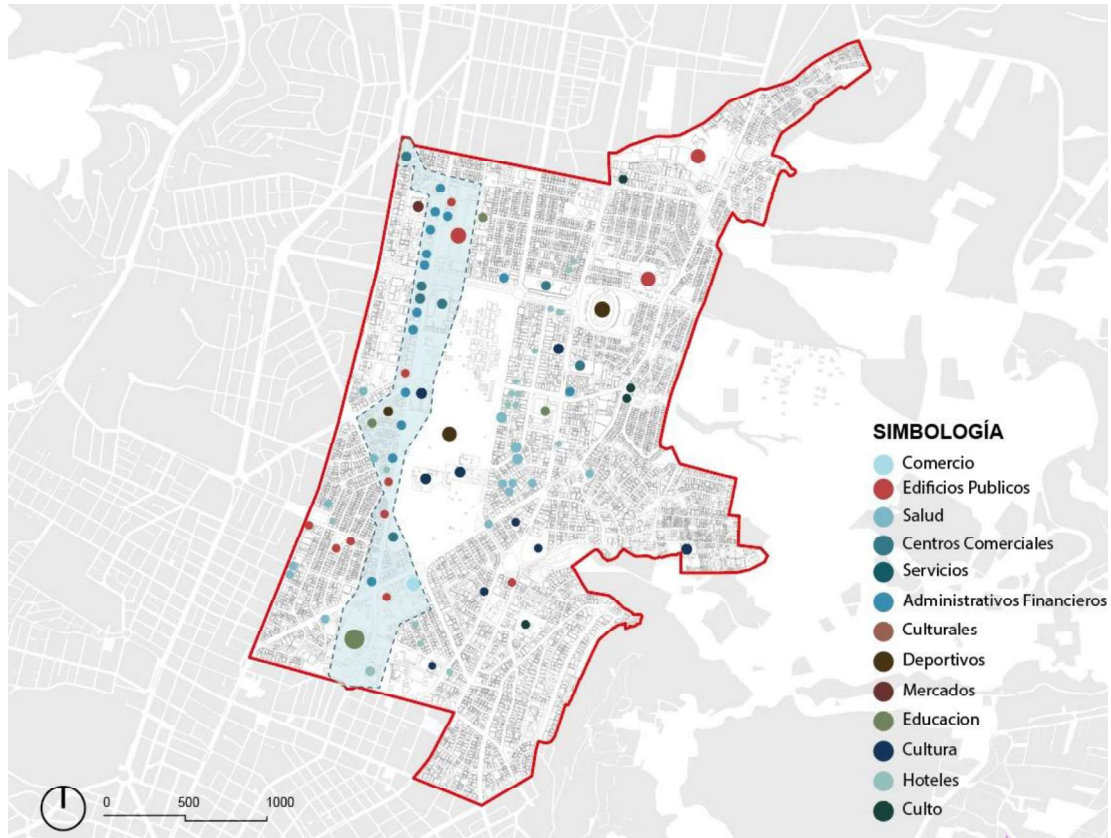 SIMBOLOGÍA
Comercio
Edificios Publicos
Salud
Centros Comerciales
Servicios
Administrativos Financieros
Culturales
Deportivos
Mercados
Educacion
Cultura
Hoteles
Culto
0 500 1000